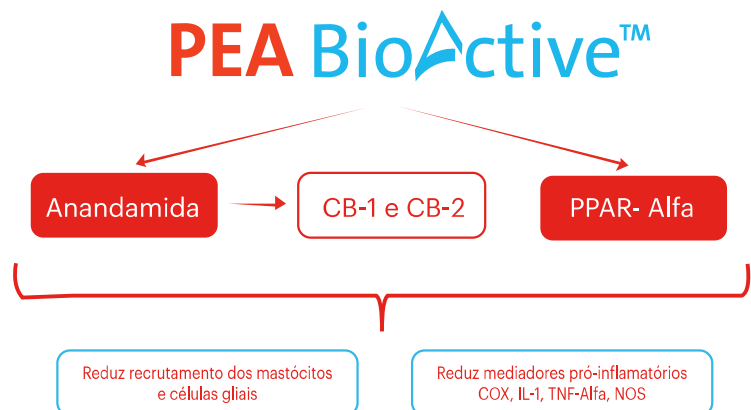 PEA BioActive™
Anandamida
CB-1 e CB-2
PPAR- Alfa
Reduz recrutamento dos mastócitos
e células gliais
Reduz mediadores pró-inflamatórios
COX, IL-1, TNF-Alfa, NOS